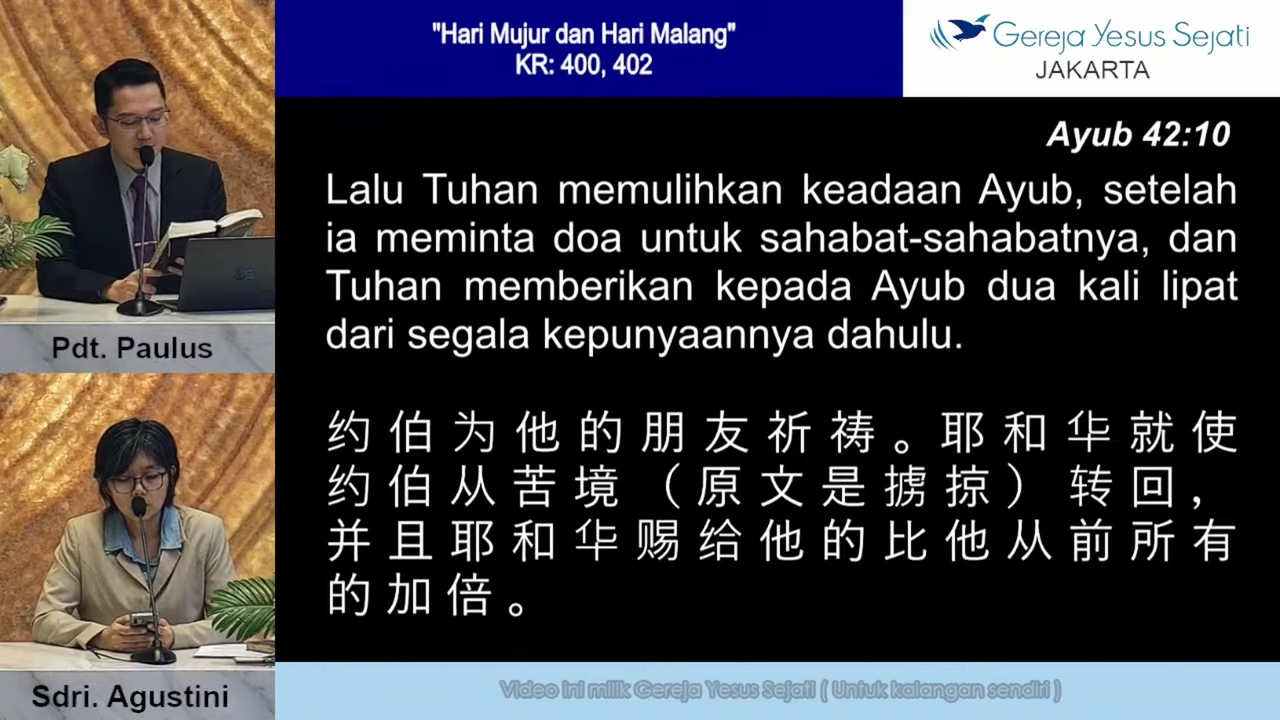 "Hari Mujur dan Hari Malang"
KR: 400, 402
Gereja Yesus Sejati
JAKARTA
Ayub 42:10
Lalu Tuhan memulihkan keadaan Ayub, setelah
ia meminta doa untuk sahabat-sahabatnya, dan
Tuhan memberikan kepada Ayub dua kali lipat
dari segala kepunyaannya dahulu.
约伯为他的朋友祈祷。耶和华就使
约伯从苦境（原文是掳掠）转回，
并且耶和华赐给他的比他从前所有
的加倍。
Pdt. Paulus
Sdri. Agustini
Video ini milik Gereja Yesus Sejati ( Untuk kalangan sendiri )